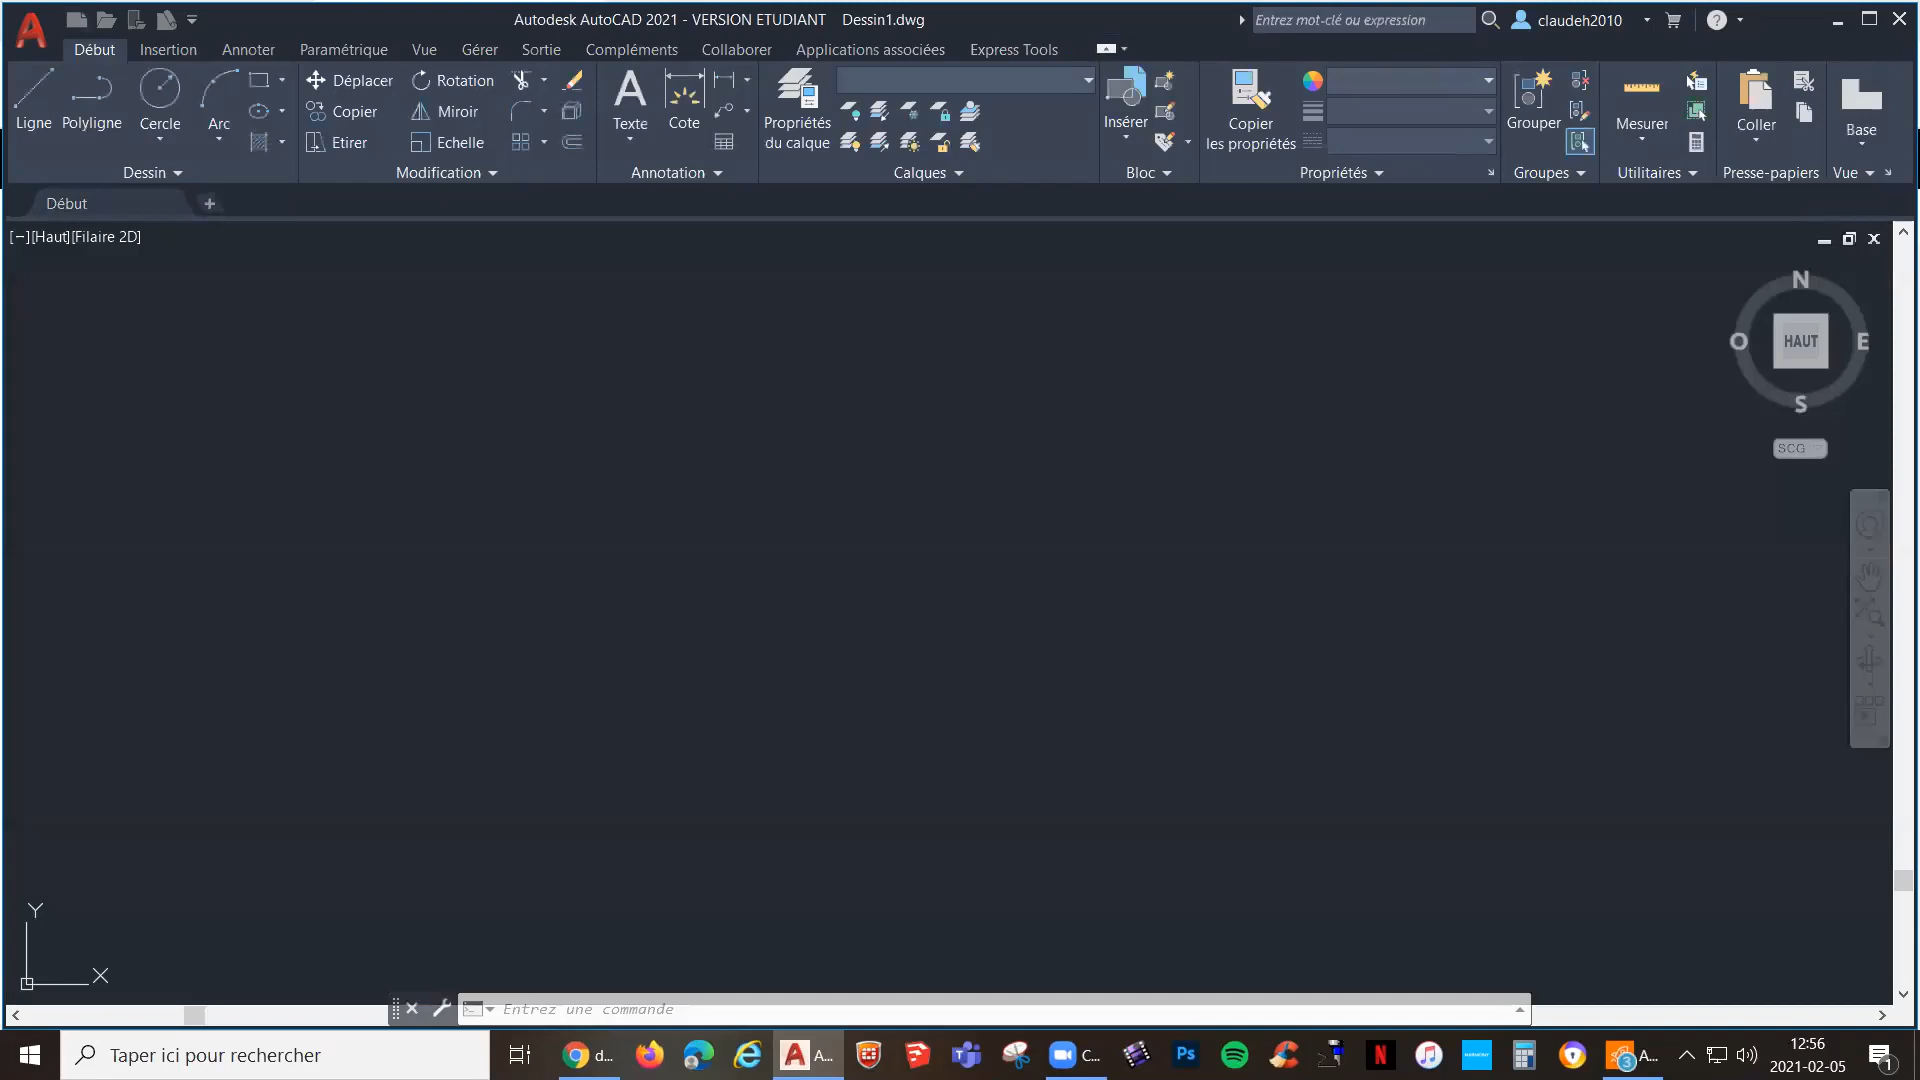 Autodesk AutoCAD 2021 - VERSION ETUDIANT Dessin1.dwg
Entrez mot-clé ou expression
claudeh2010
Début Insertion Annoter Paramétrique Vue Gérer Sortie Compléments Collaborer Applications associées Express Tools
Ligne Polyligne Cercle Arc
Déplacer Rotation
Copier Miroir
Etirer Echelle
Texte Cote
Propriétés
du calque
Insérer
Copier
les propriétés
Grouper
Mesurer
Coller
Base
Dessin Modification Annotation Calques Bloc Propriétés Groupes Utilitaires Presse-papiers Vue
Début
[−][Haut][Filaire 2D]
N
O HAUT E
S
SCG
Y
X
Entrez une commande
Taper ici pour rechercher
d...
A...
Ps
C...
N
3
A...
12:56
2021-02-05
1